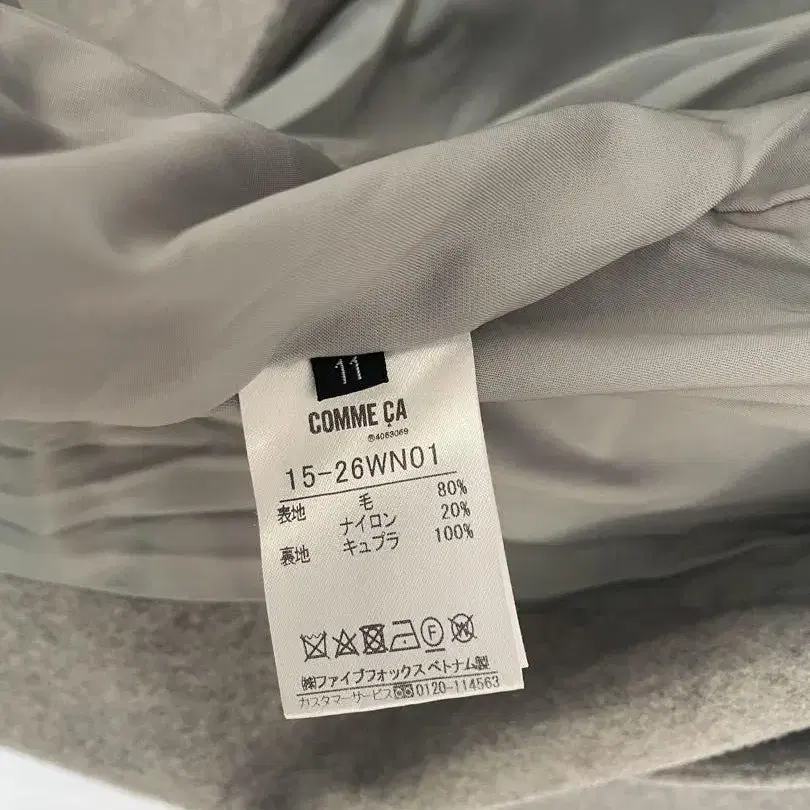 11
COMME ÇA
Ⓟ4063069
15-26WN01
表地 毛 80%
ナイロン 20%
裏地 キュプラ 100%
F W
㈱ファイブフォックス ベトナム製
カスタマーサービス 0120-114563